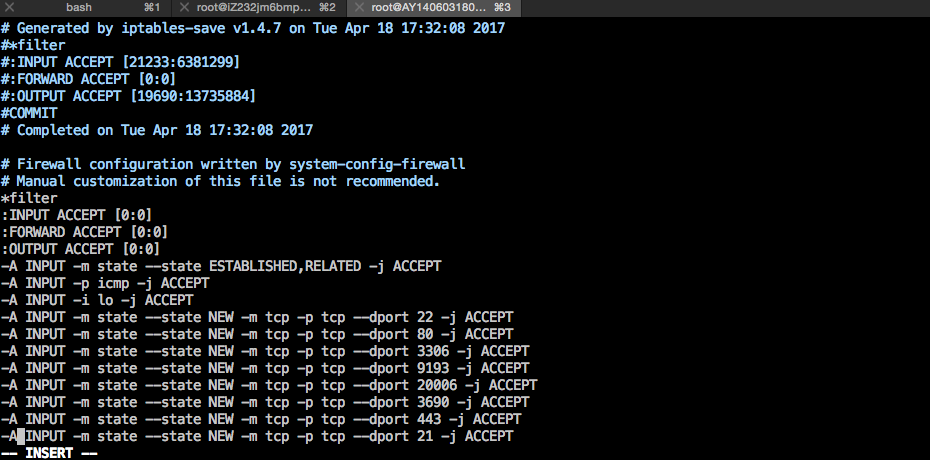 bash ⌘1 root@iZ232jm6bmp... ⌘2 root@AY140603180... ⌘3
# Generated by iptables-save v1.4.7 on Tue Apr 18 17:32:08 2017
#*filter
#:INPUT ACCEPT [21233:6381299]
#:FORWARD ACCEPT [0:0]
#:OUTPUT ACCEPT [19690:13735884]
#COMMIT
# Completed on Tue Apr 18 17:32:08 2017
# Firewall configuration written by system-config-firewall
# Manual customization of this file is not recommended.
*filter
:INPUT ACCEPT [0:0]
:FORWARD ACCEPT [0:0]
:OUTPUT ACCEPT [0:0]
-A INPUT -m state --state ESTABLISHED,RELATED -j ACCEPT
-A INPUT -p icmp -j ACCEPT
-A INPUT -i lo -j ACCEPT
-A INPUT -m state --state NEW -m tcp -p tcp --dport 22 -j ACCEPT
-A INPUT -m state --state NEW -m tcp -p tcp --dport 80 -j ACCEPT
-A INPUT -m state --state NEW -m tcp -p tcp --dport 3306 -j ACCEPT
-A INPUT -m state --state NEW -m tcp -p tcp --dport 9193 -j ACCEPT
-A INPUT -m state --state NEW -m tcp -p tcp --dport 20006 -j ACCEPT
-A INPUT -m state --state NEW -m tcp -p tcp --dport 3690 -j ACCEPT
-A INPUT -m state --state NEW -m tcp -p tcp --dport 443 -j ACCEPT
-A INPUT -m state --state NEW -m tcp -p tcp --dport 21 -j ACCEPT
-- INSERT --